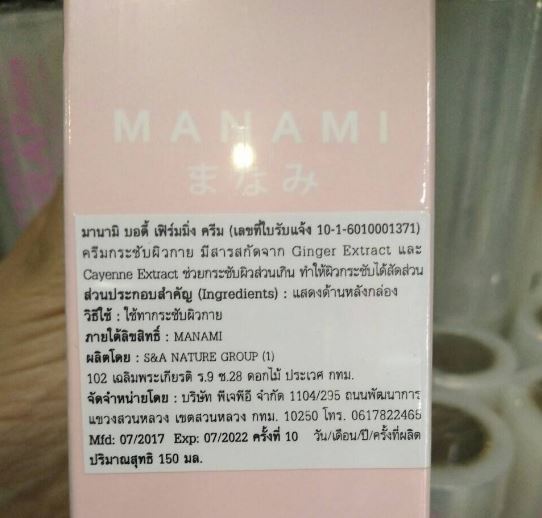 MANAMI
まなみ
มานามิ บอดี้ เฟิร์มมิ่ง ครีม (เลขที่ใบรับแจ้ง 10-1-6010001371)
ครีมกระชับผิวกาย มีสารสกัดจาก Ginger Extract และ
Cayenne Extract ช่วยกระชับผิวส่วนเกิน ทำให้ผิวกระชับได้สัดส่วน
ส่วนประกอบสำคัญ (Ingredients) : แสดงด้านหลังกล่อง
วิธีใช้ : ใช้ทากระชับผิวกาย
ภายใต้ลิขสิทธิ์ : MANAMI
ผลิตโดย : S&A NATURE GROUP (1)
102 เฉลิมพระเกียรติ ร.9 ซ.28 ดอกไม้ ประเวศ กทม.
จัดจำหน่ายโดย : บริษัท พีเจพีอี จำกัด 1104/295 ถนนพัฒนาการ
แขวงสวนหลวง เขตสวนหลวง กทม. 10250 โทร. 0617822465
Mfd: 07/2017 Exp: 07/2022 ครั้งที่ 10 วัน/เดือน/ปี/ครั้งที่ผลิต
ปริมาณสุทธิ 150 มล.